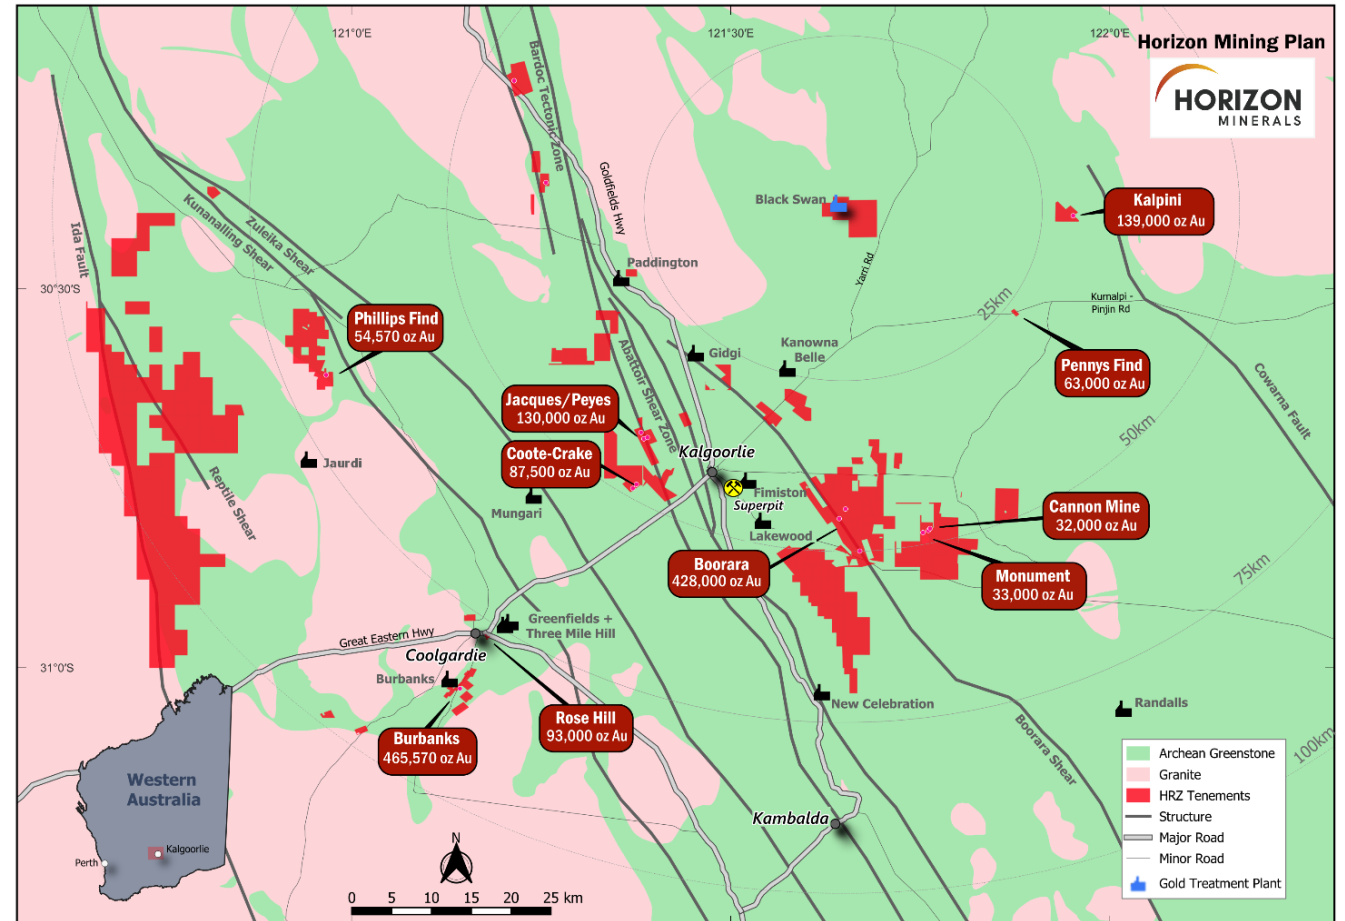 121°0'E
121°30'E
122°0'E
Horizon Mining Plan
HORIZON
MINERALS
Bardoc Tectonic Zone
Goldfields Hwy
Black Swan
Kalpini
139,000 oz Au
Ida Fault
Kunanalling Shear
Zuleika Shear
Yarri Rd
Paddington
30°30'S
25km
Kurnalpi -
Pinjin Rd
Phillips Find
54,570 oz Au
Abattoir Shear Zone
Gidgi
Kanowna
Belle
Pennys Find
63,000 oz Au
Cowarna Fault
Jacques/Peyes
130,000 oz Au
50km
Coote-Crake
87,500 oz Au
Kalgoorlie
Jaurdi
Reptile Shear
Mungari
Fimiston
Superpit
Lakewood
Cannon Mine
32,000 oz Au
Boorara
428,000 oz Au
Monument
33,000 oz Au
75km
Greenfields +
Three Mile Hill
Great Eastern Hwy
Coolgardie
31°0'S
Burbanks
New Celebration
Randalls
Rose Hill
93,000 oz Au
Burbanks
465,570 oz Au
Boorara Shear
100km
Western
Australia
Perth
Kalgoorlie
Kambalda
N
0 5 10 15 20 25 km
Archean Greenstone
Granite
HRZ Tenements
Structure
Major Road
Minor Road
Gold Treatment Plant